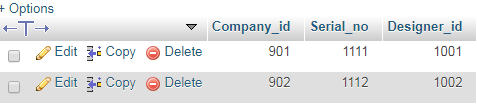 + Options
Company_id Serial_no Designer_id
Edit Copy Delete 901 1111 1001
Edit Copy Delete 902 1112 1002